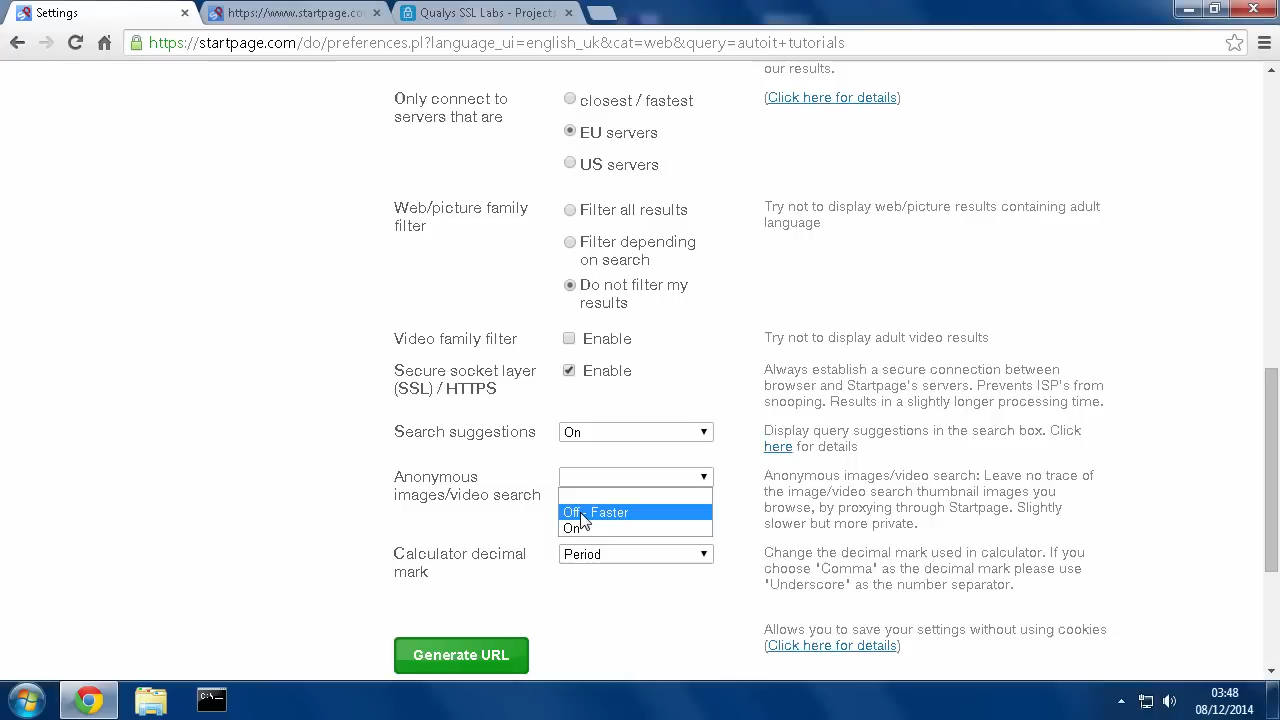 Settings
https://www.startpage.co
Qualys SSL Labs - Projects
https://startpage.com/do/preferences.pl?language_ui=english_uk&cat=web&query=autoit+tutorials
our results.
Only connect to
servers that are
closest / fastest
(Click here for details)
EU servers
US servers
Web/picture family
filter
Filter all results
Try not to display web/picture results containing adult
language
Filter depending
on search
Do not filter my
results
Video family filter
Enable
Try not to display adult video results
Secure socket layer
(SSL) / HTTPS
Enable
Always establish a secure connection between
browser and Startpage's servers. Prevents ISP's from
snooping. Results in a slightly longer processing time.
Search suggestions
On
Display query suggestions in the search box. Click
here for details
Anonymous
images/video search
Off - Faster
On
Anonymous images/video search: Leave no trace of
the image/video search thumbnail images you
browse, by proxying through Startpage. Slightly
slower but more private.
Calculator decimal
mark
Period
Change the decimal mark used in calculator. If you
choose "Comma" as the decimal mark please use
"Underscore" as the number separator.
Generate URL
Allows you to save your settings without using cookies
(Click here for details)
C:\_
03:48
08/12/2014